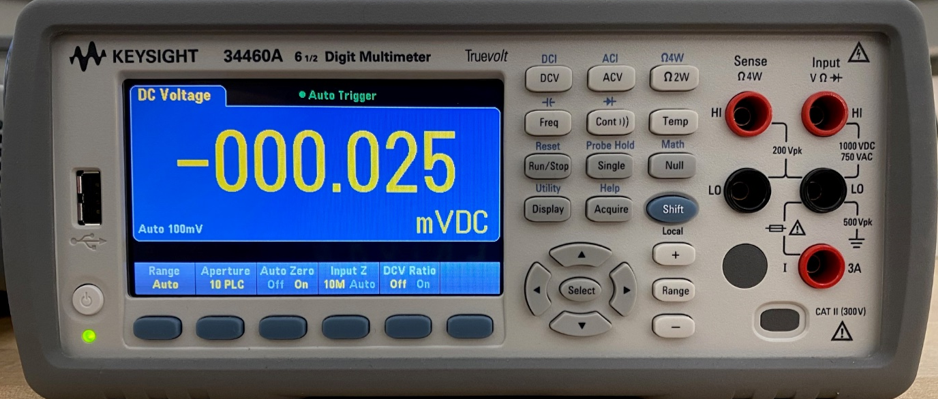 KEYSIGHT 34460A 6 1/2 Digit Multimeter Truevolt
DC Voltage
Auto Trigger
-000.025
mVDC
Auto 100mV
Range Aperture Auto Zero Input Z DCV Ratio
Auto 10 PLC Off On 10M Auto Off On
DCI ACI Ω4W
DCV ACV Ω2W
Freq Cont Temp
Reset Probe Hold Math
Run/Stop Single Null
Utility Help
Display Acquire Shift
Local
+
Select Range
−
Sense Input
Ω4W VΩ
HI HI
200 Vpk 1000 VDC
750 VAC
LO LO
500 Vpk
I 3A
CAT II (300V)